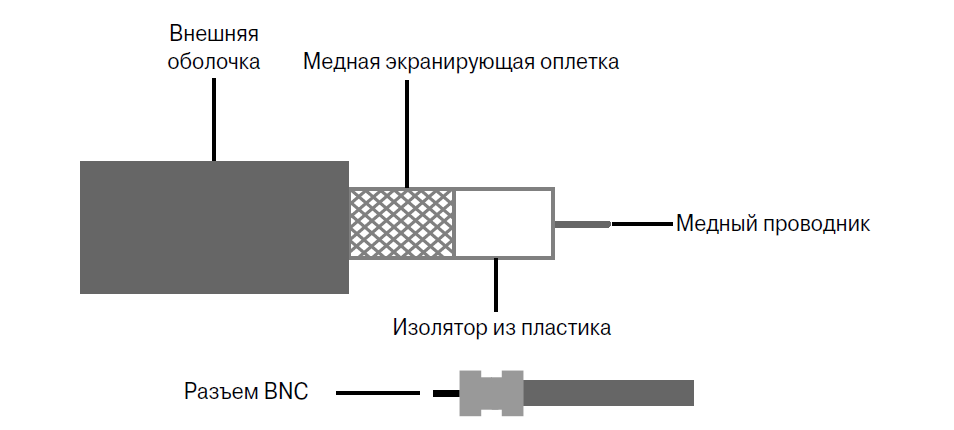 Внешняя
оболочка
Медная экранирующая оплетка
Медный проводник
Изолятор из пластика
Разъем BNC